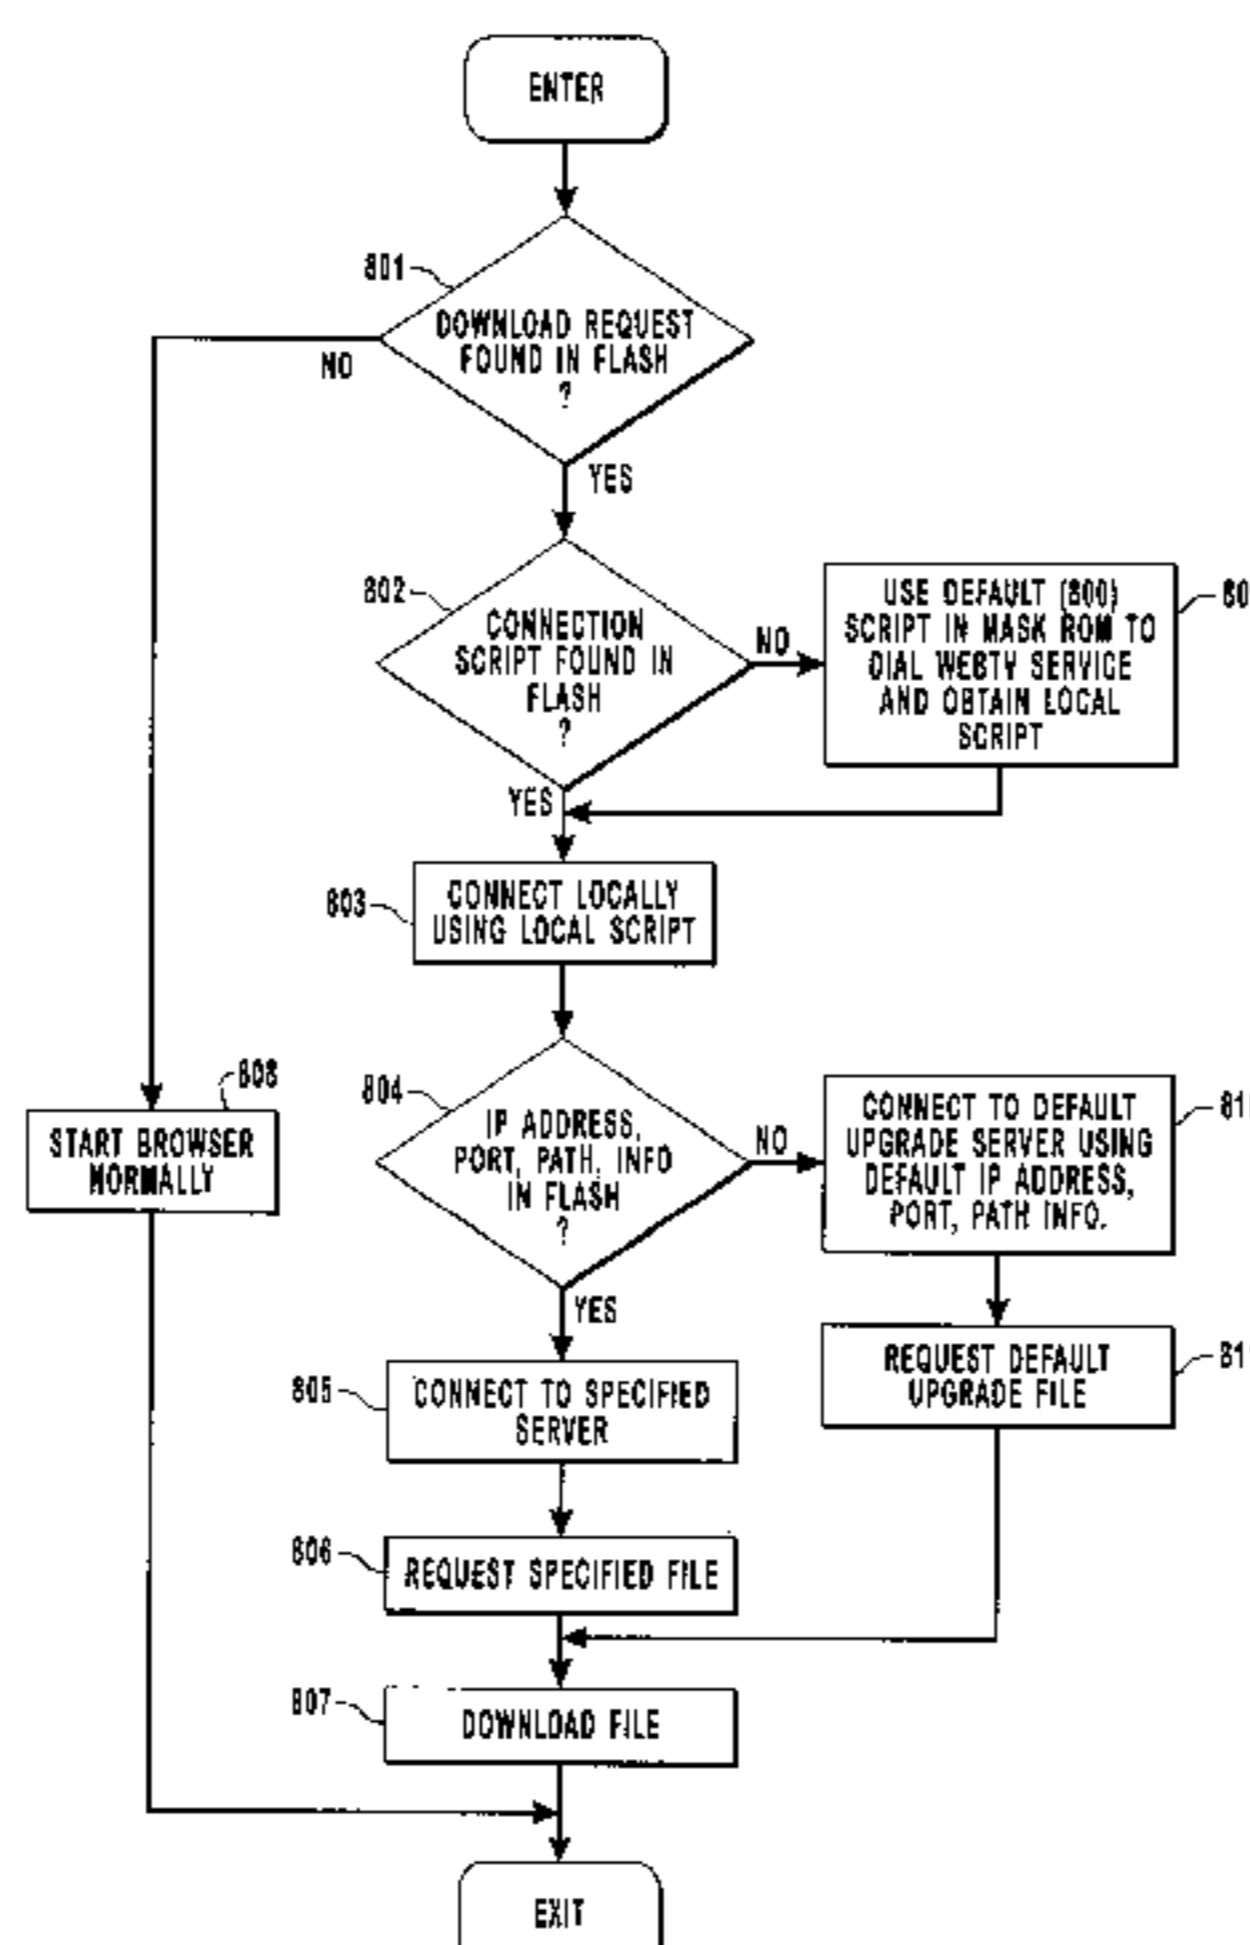 ENTER
801
DOWNLOAD REQUEST
FOUND IN FLASH
?
NO
YES
802
CONNECTION
SCRIPT FOUND IN
FLASH
?
NO
USE DEFAULT (800)
SCRIPT IN MASK ROM TO
DIAL WEBTV SERVICE
AND OBTAIN LOCAL
SCRIPT
80
YES
803
CONNECT LOCALLY
USING LOCAL SCRIPT
808
START BROWSER
NORMALLY
804
IP ADDRESS,
PORT, PATH, INFO
IN FLASH
?
NO
CONNECT TO DEFAULT
UPGRADE SERVER USING
DEFAULT IP ADDRESS,
PORT, PATH INFO.
81
YES
805
CONNECT TO SPECIFIED
SERVER
REQUEST DEFAULT
UPGRADE FILE
81
806
REQUEST SPECIFIED FILE
807
DOWNLOAD FILE
EXIT